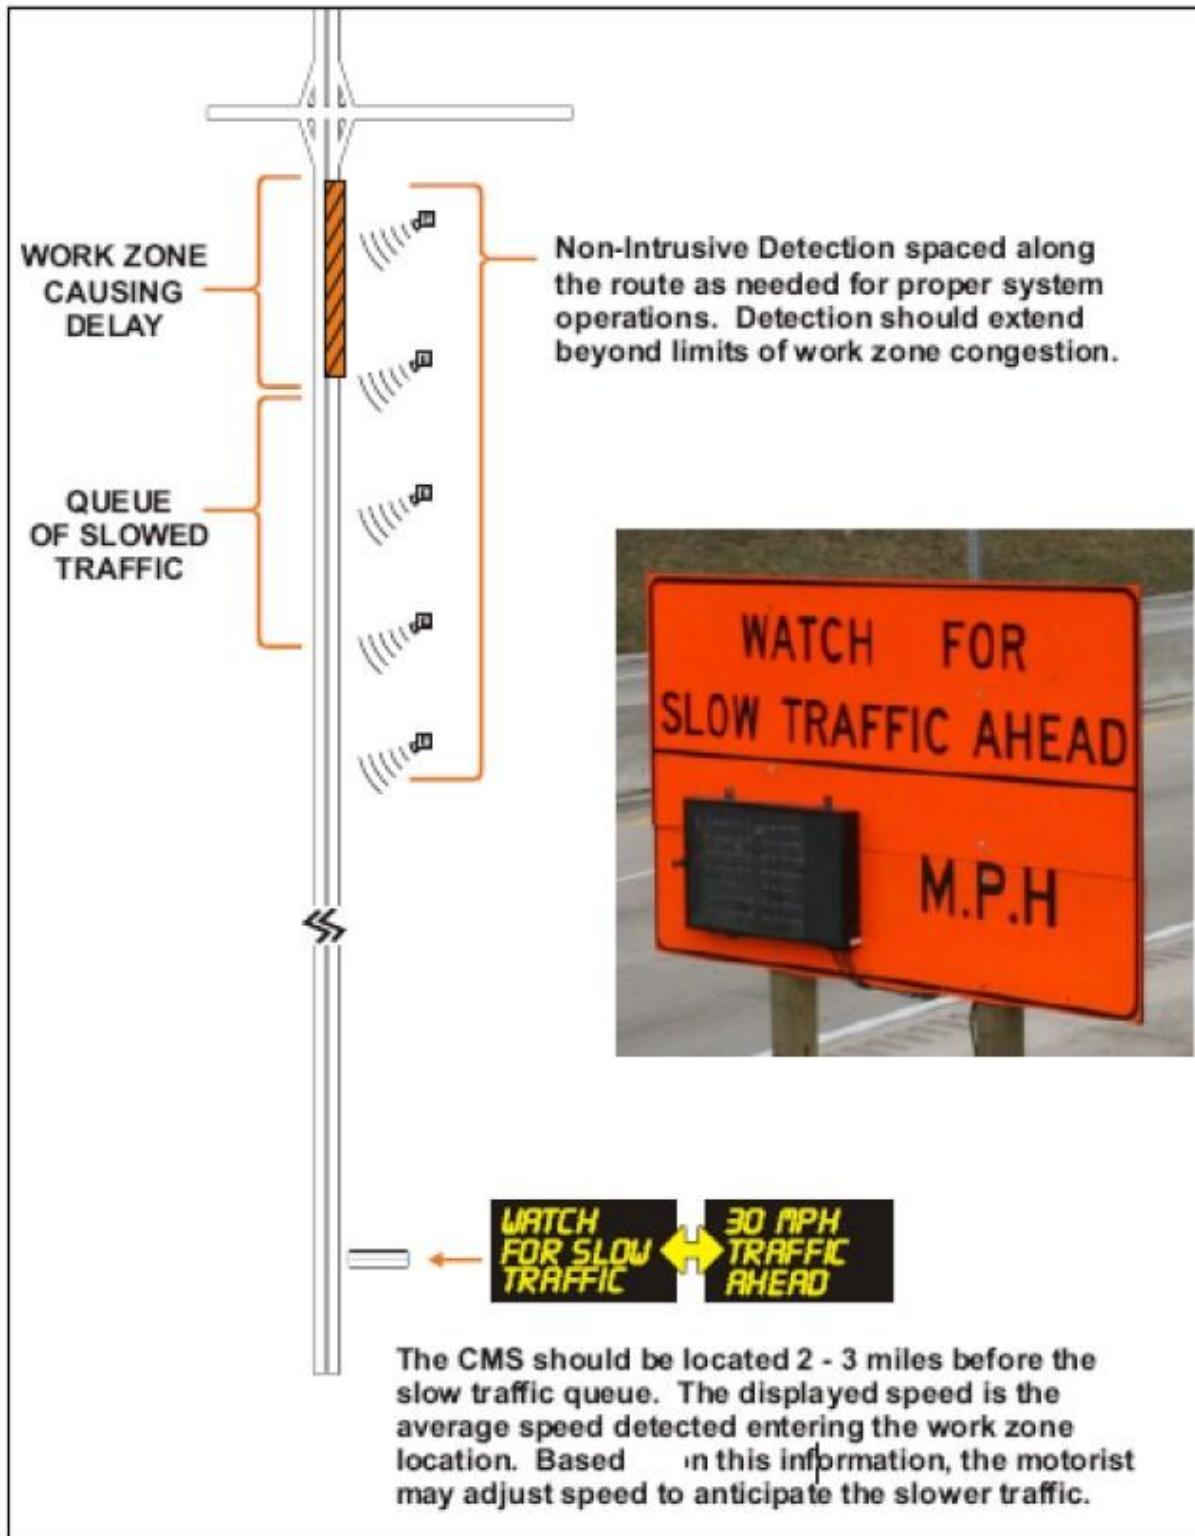 WORK ZONE
CAUSING
DELAY
Non-Intrusive Detection spaced along
the route as needed for proper system
operations. Detection should extend
beyond limits of work zone congestion.
QUEUE
OF SLOWED
TRAFFIC
WATCH FOR
SLOW TRAFFIC AHEAD
M.P.H
WATCH
FOR SLOW
TRAFFIC
30 MPH
TRAFFIC
AHEAD
The CMS should be located 2 - 3 miles before the
slow traffic queue. The displayed speed is the
average speed detected entering the work zone
location. Based n this information, the motorist
may adjust speed to anticipate the slower traffic.